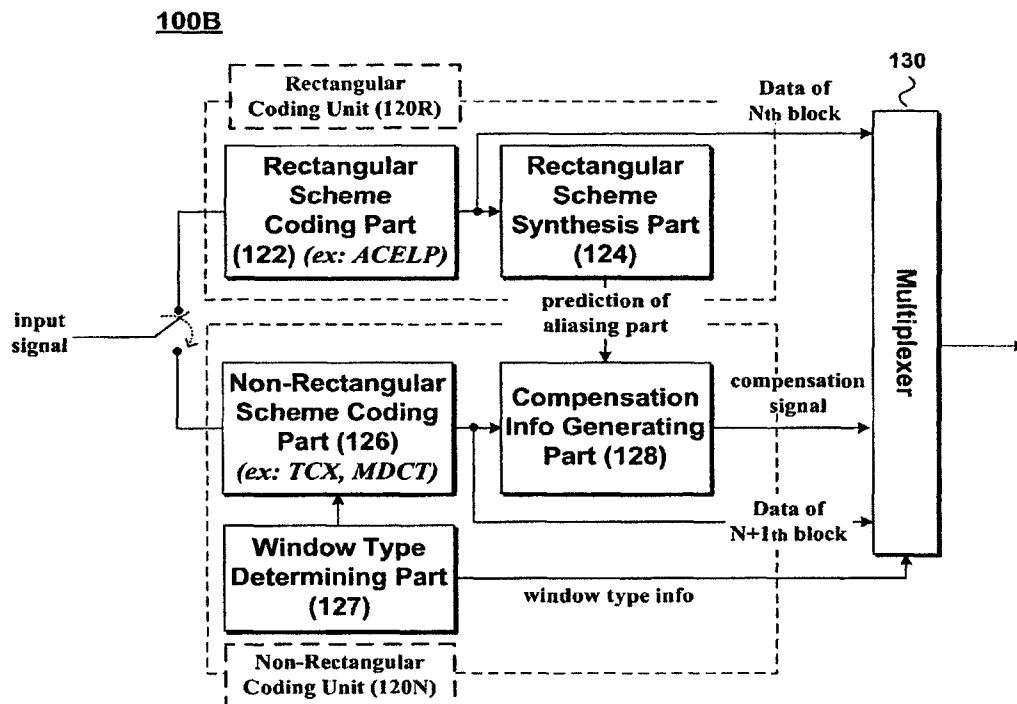 100B
130
Rectangular
Coding Unit (120R)
Data of
Nth block
Rectangular
Scheme
Coding Part
(122) (ex: ACELP)
Rectangular
Scheme
Synthesis Part
(124)
Multiplexer
input
signal
prediction of
aliasing part
Non-Rectangular
Scheme Coding
Part (126)
(ex: TCX, MDCT)
Compensation
Info Generating
Part (128)
compensation
signal
Data of
N+1th block
Window Type
Determining Part
(127)
window type info
Non-Rectangular
Coding Unit (120N)